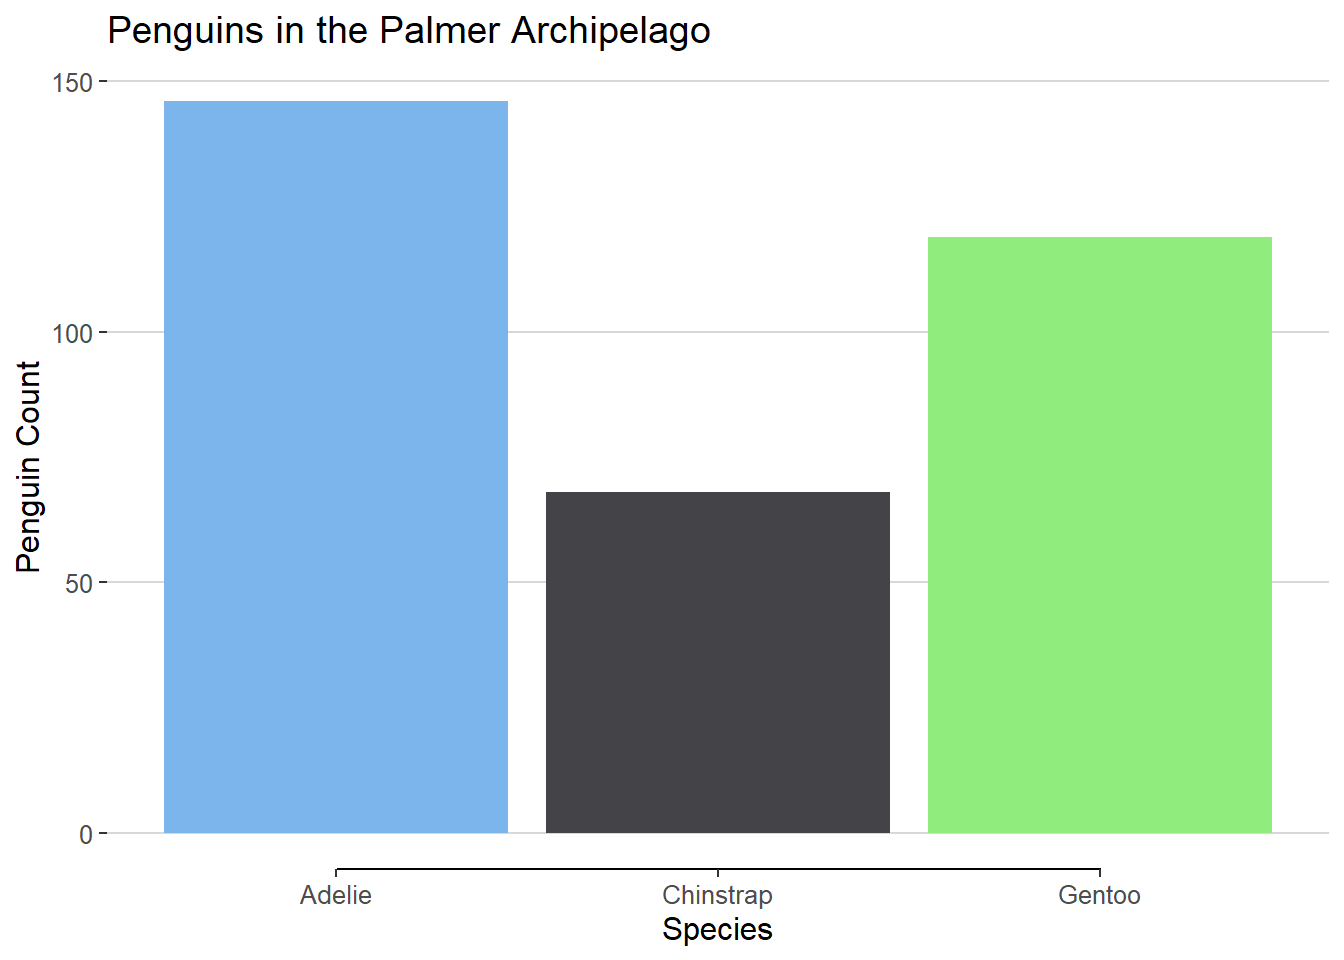 Penguins in the Palmer Archipelago
150
100
50
0
Penguin Count
Adelie Chinstrap Gentoo
Species